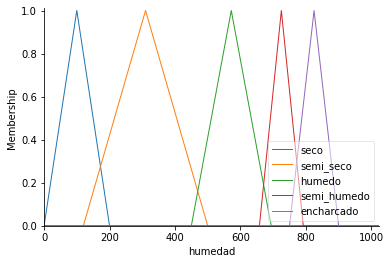 1.0
0.8
0.6
0.4
0.2
0.0
Membership
0 200 400 600 800 1000
humedad
seco
semi_seco
humedo
semi_humedo
encharcado